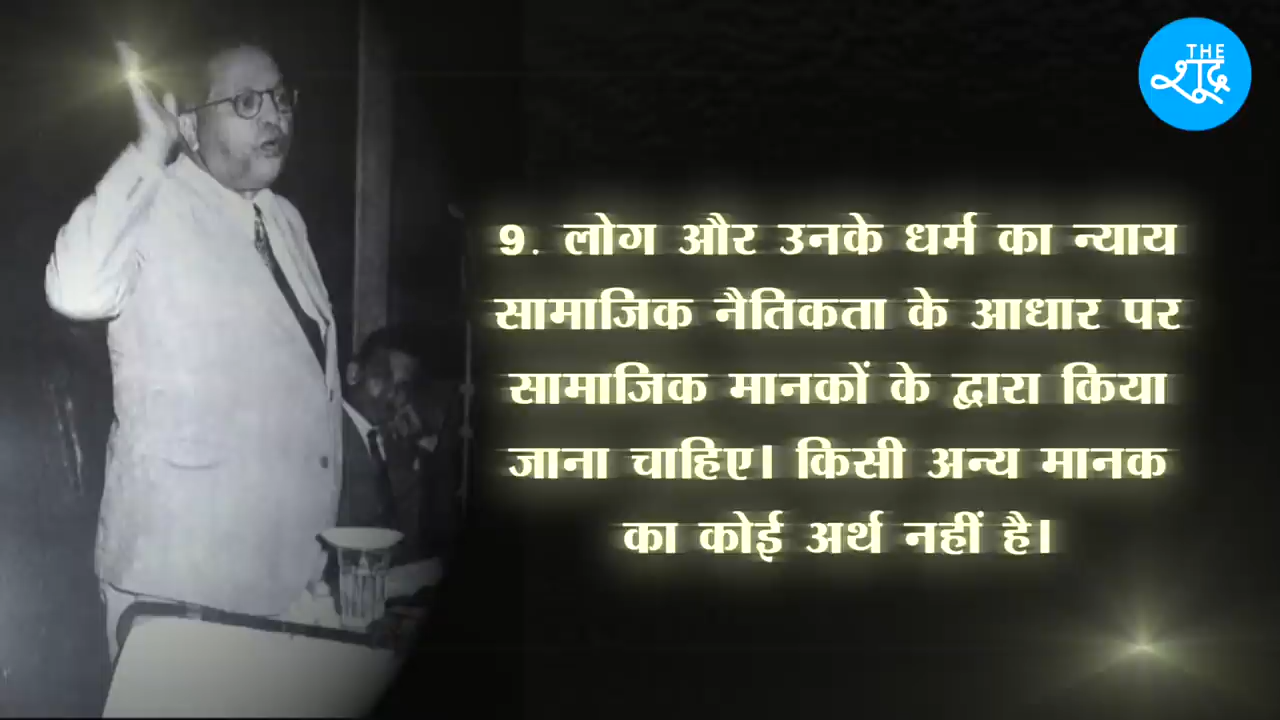 THE
शूद्र
9. लोग और उनके धर्म का न्याय
सामाजिक नैतिकता के आधार पर
सामाजिक मानकों के द्वारा किया
जाना चाहिए। किसी अन्य मानक
का कोई अर्थ नहीं है।